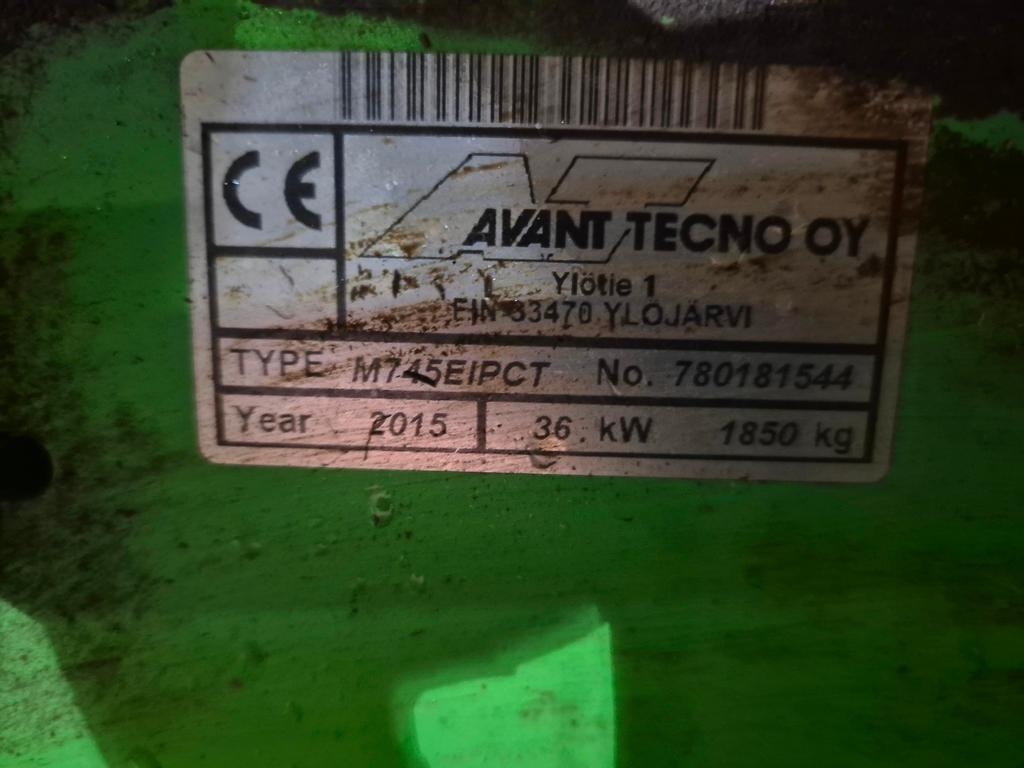 CE
AVANT TECNO OY
Ylötie 1
FIN-33470 YLÖJÄRVI
TYPE M745EIPCT No. 780181544
Year 2015 36 kW 1850 kg